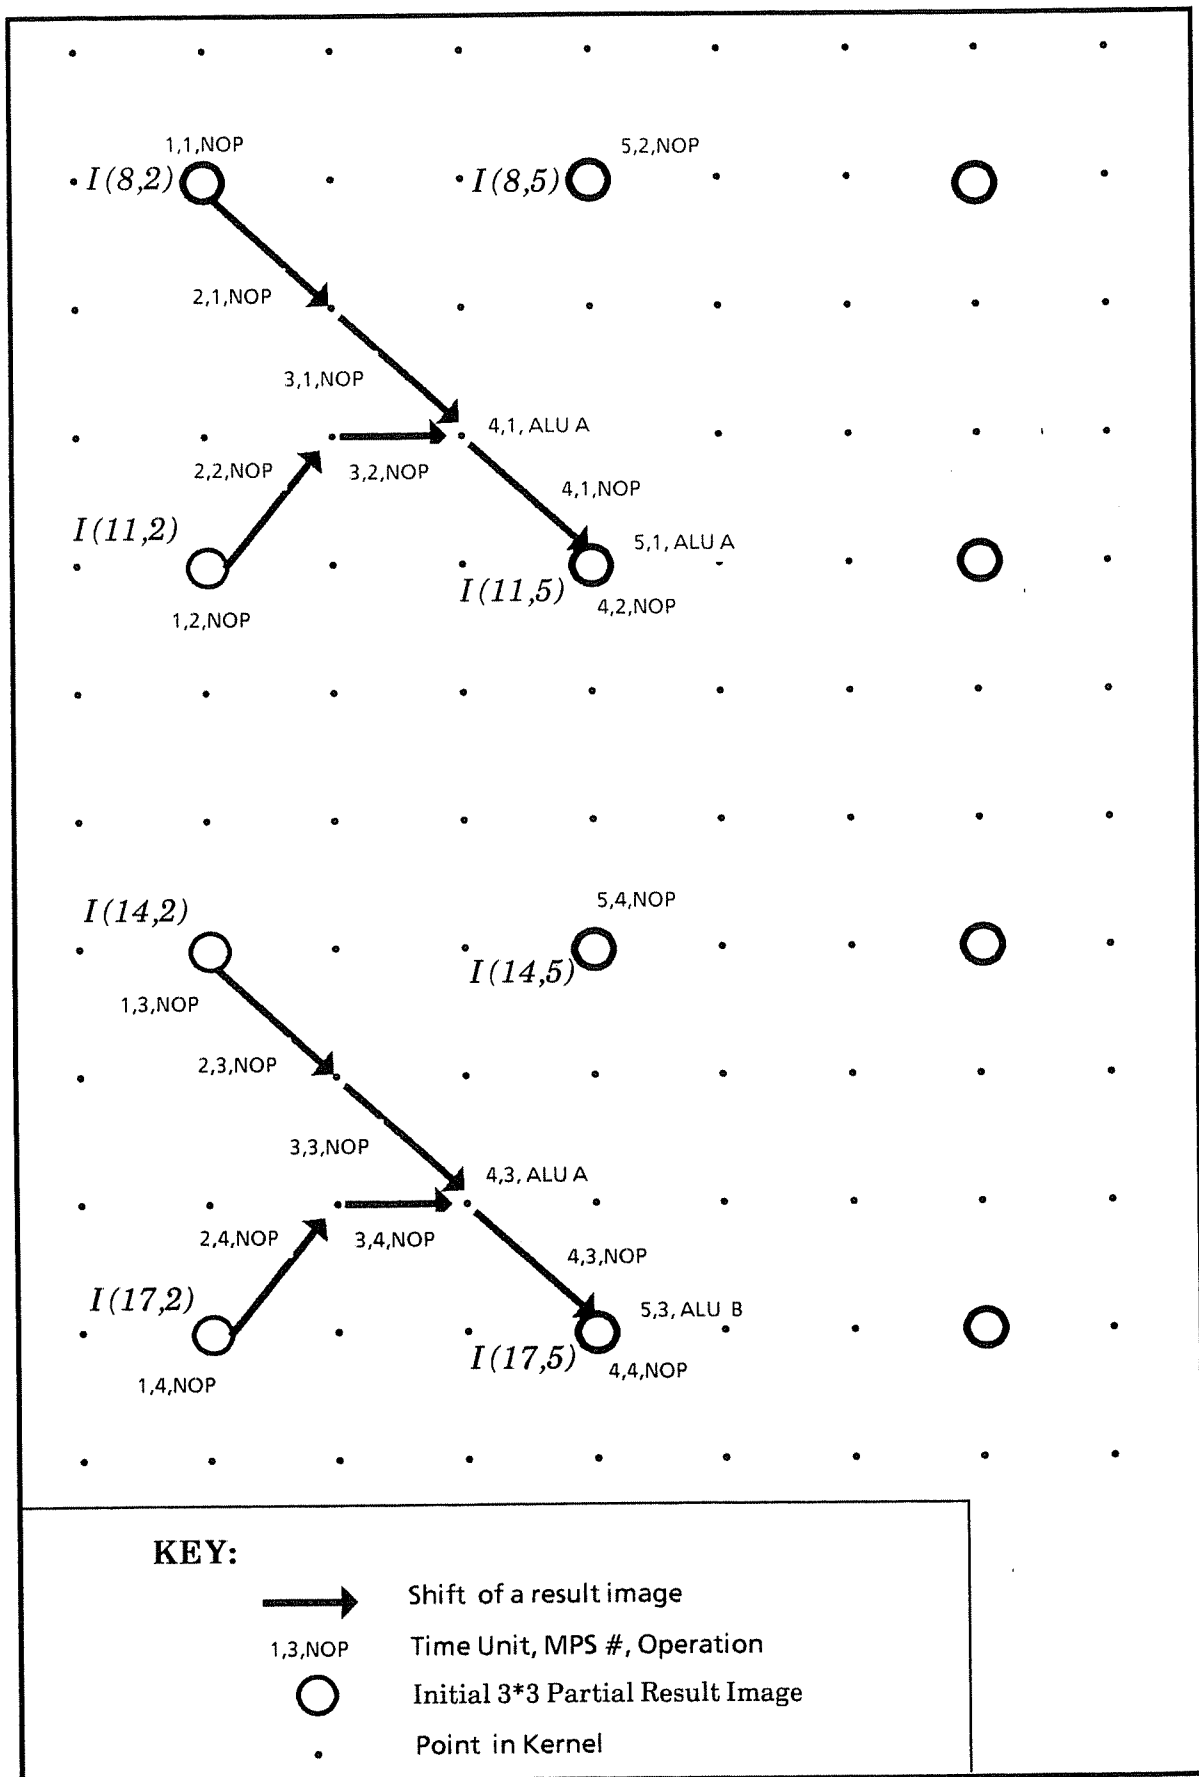 1,1,NOP
5,2,NOP
I(8,2)
I(8,5)
2,1,NOP
3,1,NOP
4,1, ALU A
2,2,NOP
3,2,NOP
4,1,NOP
I(11,2)
5,1, ALU A
I(11,5)
4,2,NOP
1,2,NOP
I(14,2)
5,4,NOP
I(14,5)
1,3,NOP
2,3,NOP
3,3,NOP
4,3, ALU A
2,4,NOP
3,4,NOP
4,3,NOP
I(17,2)
5,3, ALU B
I(17,5)
4,4,NOP
1,4,NOP
KEY:
Shift of a result image
1,3,NOP Time Unit, MPS #, Operation
Initial 3*3 Partial Result Image
Point in Kernel